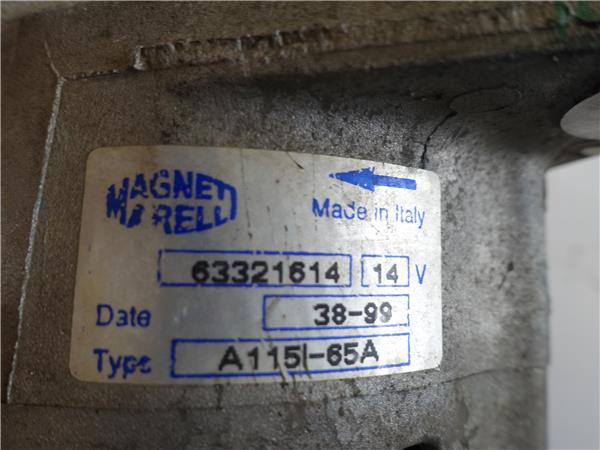 MAGNETI
MARELLI
Made in Italy
63321614 14 V
Date 38-99
Type A115I-65A